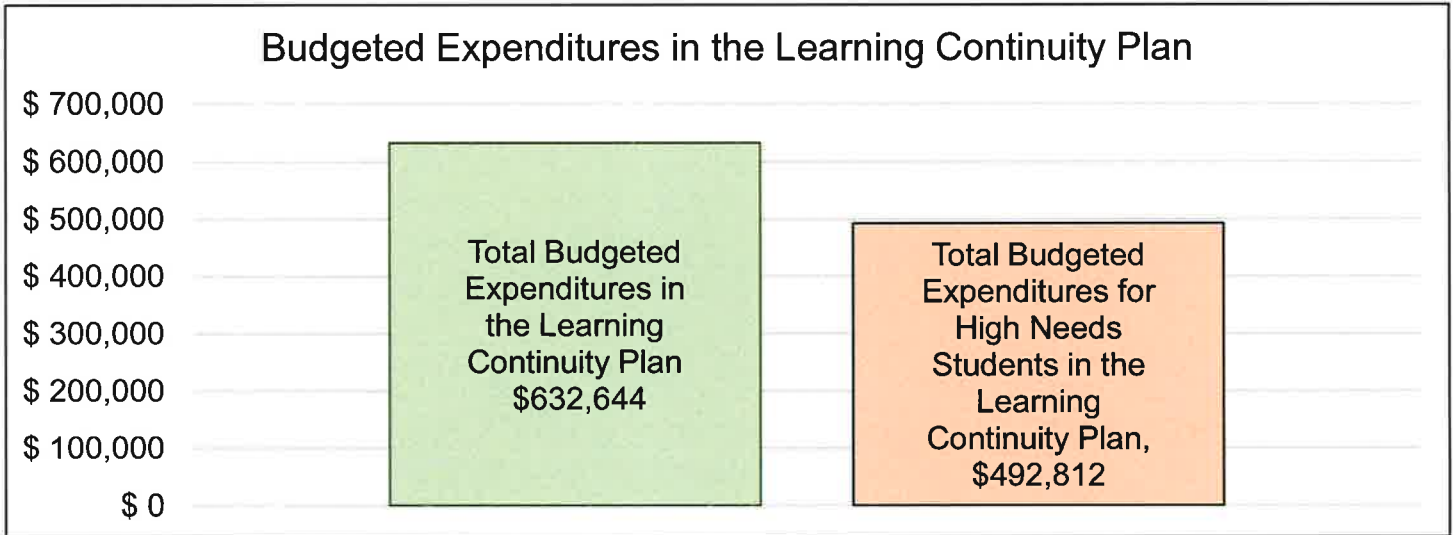 Budgeted Expenditures in the Learning Continuity Plan
$ 700,000
$ 600,000
$ 500,000
$ 400,000
$ 300,000
$ 200,000
$ 100,000
$ 0
Total Budgeted
Expenditures in
the Learning
Continuity Plan
$632,644
Total Budgeted
Expenditures for
High Needs
Students in the
Learning
Continuity Plan,
$492,812